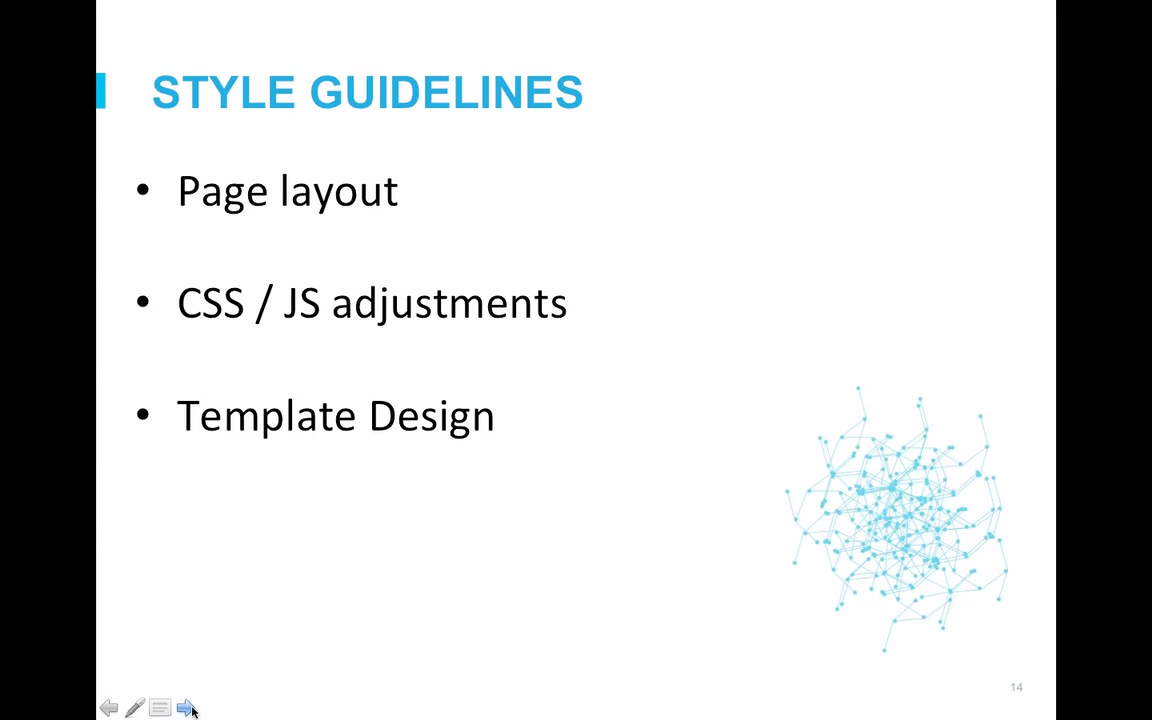 STYLE GUIDELINES
• Page layout
• CSS / JS adjustments
• Template Design
14